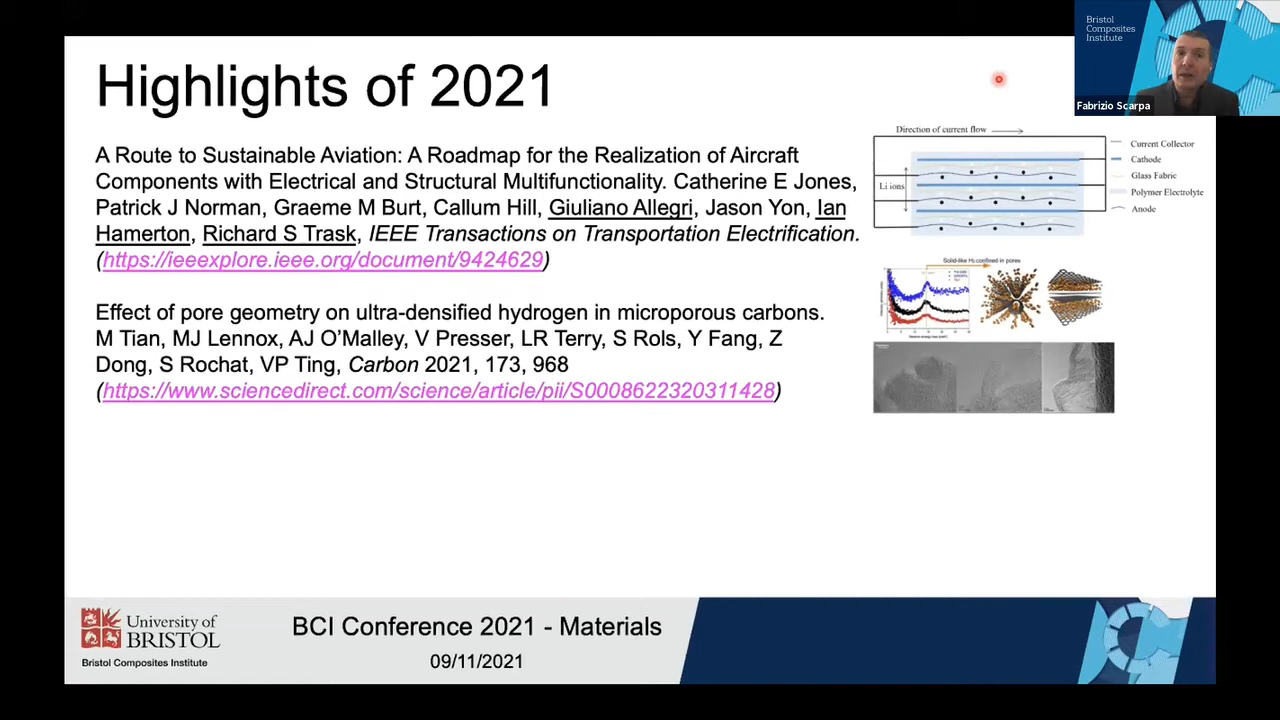 Bristol
Composites
Institute
Fabrizio Scarpa
Highlights of 2021
A Route to Sustainable Aviation: A Roadmap for the Realization of Aircraft
Components with Electrical and Structural Multifunctionality. Catherine E Jones,
Patrick J Norman, Graeme M Burt, Callum Hill, Giuliano Allegri, Jason Yon, Ian
Hamerton, Richard S Trask, IEEE Transactions on Transportation Electrification.
(https://ieeexplore.ieee.org/document/9424629)
Effect of pore geometry on ultra-densified hydrogen in microporous carbons.
M Tian, MJ Lennox, AJ O’Malley, V Presser, LR Terry, S Rols, Y Fang, Z
Dong, S Rochat, VP Ting, Carbon 2021, 173, 968
(https://www.sciencedirect.com/science/article/pii/S0008622320311428)
Direction of current flow
Li ions
Current Collector
Cathode
Glass Fabric
Polymer Electrolyte
Anode
Solid-like H₂ confined in pores
University of
BRISTOL
Bristol Composites Institute
BCI Conference 2021 - Materials
09/11/2021